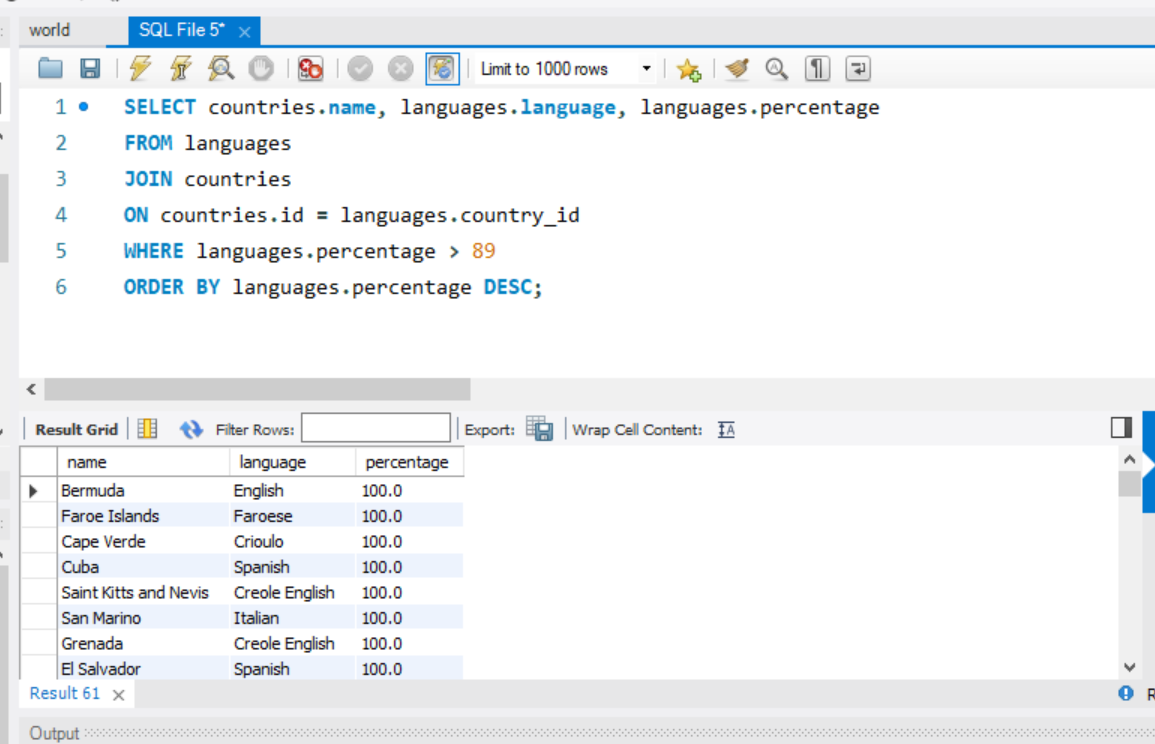 world SQL File 5*
Limit to 1000 rows
1 SELECT countries.name, languages.language, languages.percentage
2 FROM languages
3 JOIN countries
4 ON countries.id = languages.country_id
5 WHERE languages.percentage > 89
6 ORDER BY languages.percentage DESC;
Result Grid Filter Rows: Export: Wrap Cell Content:
name language percentage
Bermuda English 100.0
Faroe Islands Faroese 100.0
Cape Verde Crioulo 100.0
Cuba Spanish 100.0
Saint Kitts and Nevis Creole English 100.0
San Marino Italian 100.0
Grenada Creole English 100.0
El Salvador Spanish 100.0
Result 61
Output